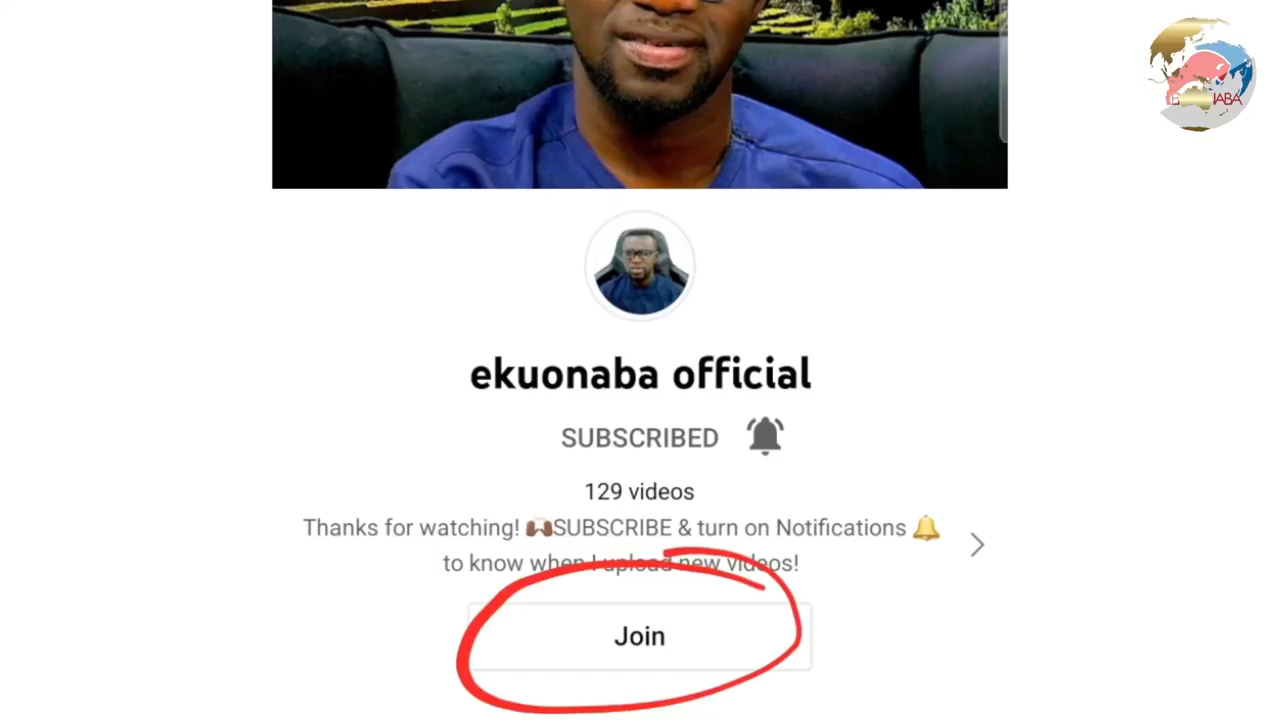 ekuonaba official
SUBSCRIBED
129 videos
Thanks for watching! 🙌🏾SUBSCRIBE & turn on Notifications 🔔
to know when I upload new videos!
Join